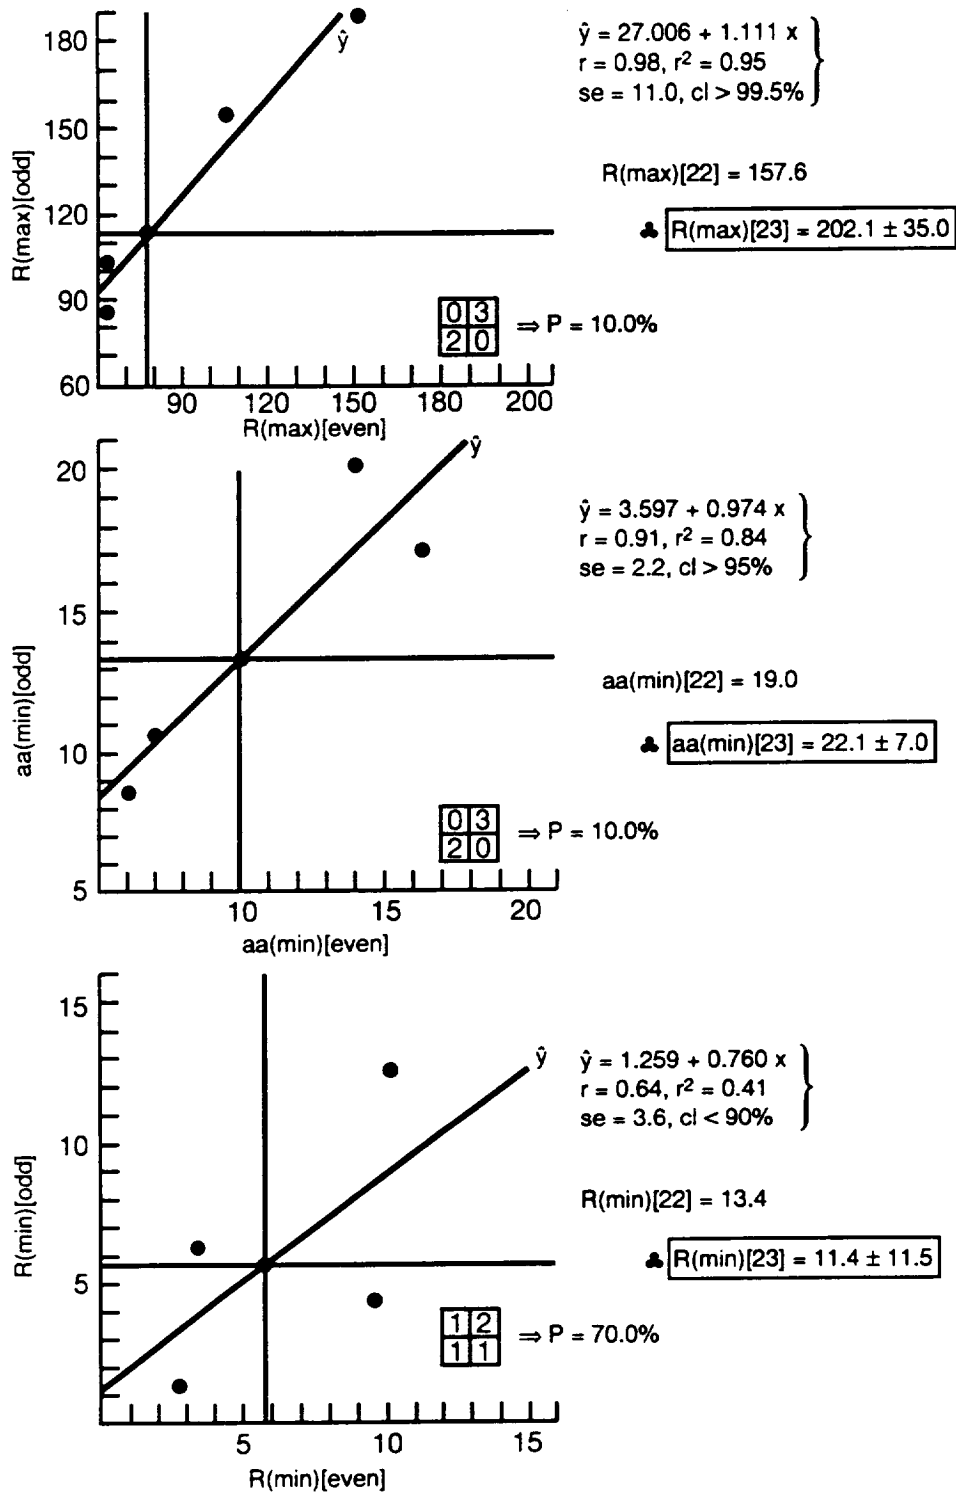 180
150
120
90
60
R(max)[odd]
ŷ
90 120 150 180 200
R(max)[even]
0 3
2 0
⇒ P = 10.0%
ŷ = 27.006 + 1.111 x
r = 0.98, r² = 0.95
se = 11.0, cl > 99.5%
R(max)[22] = 157.6
♣ R(max)[23] = 202.1 ± 35.0
20
15
10
5
aa(min)[odd]
ŷ
10 15 20
aa(min)[even]
0 3
2 0
⇒ P = 10.0%
ŷ = 3.597 + 0.974 x
r = 0.91, r² = 0.84
se = 2.2, cl > 95%
aa(min)[22] = 19.0
♣ aa(min)[23] = 22.1 ± 7.0
15
10
5
R(min)[odd]
ŷ
5 10 15
R(min)[even]
1 2
1 1
⇒ P = 70.0%
ŷ = 1.259 + 0.760 x
r = 0.64, r² = 0.41
se = 3.6, cl < 90%
R(min)[22] = 13.4
♣ R(min)[23] = 11.4 ± 11.5